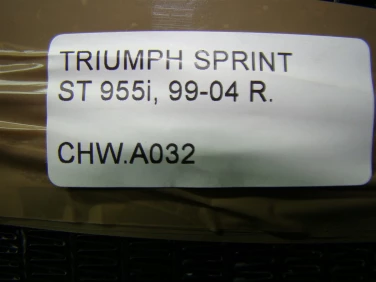 TRIUMPH SPRINT
ST 955i, 99-04 R.
CHW.A032